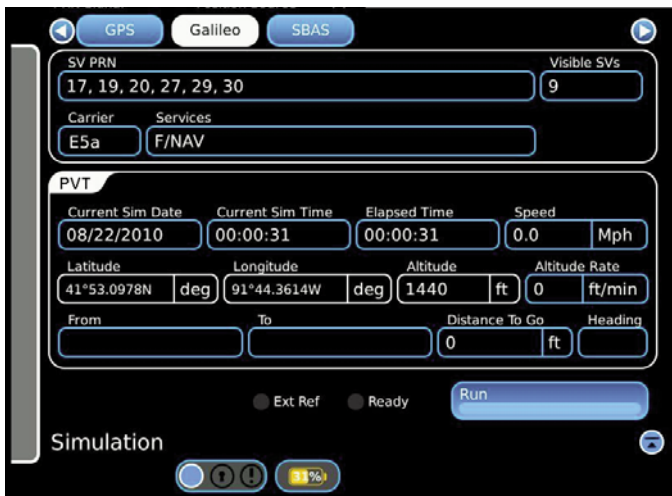 GPS Galileo SBAS
SV PRN Visible SVs
17, 19, 20, 27, 29, 30 9
Carrier Services
E5a F/NAV
PVT
Current Sim Date Current Sim Time Elapsed Time Speed
08/22/2010 00:00:31 00:00:31 0.0 Mph
Latitude Longitude Altitude Altitude Rate
41°53.0978N deg 91°44.3614W deg 1440 ft 0 ft/min
From To Distance To Go Heading
0 ft
Ext Ref Ready Run
Simulation
31%